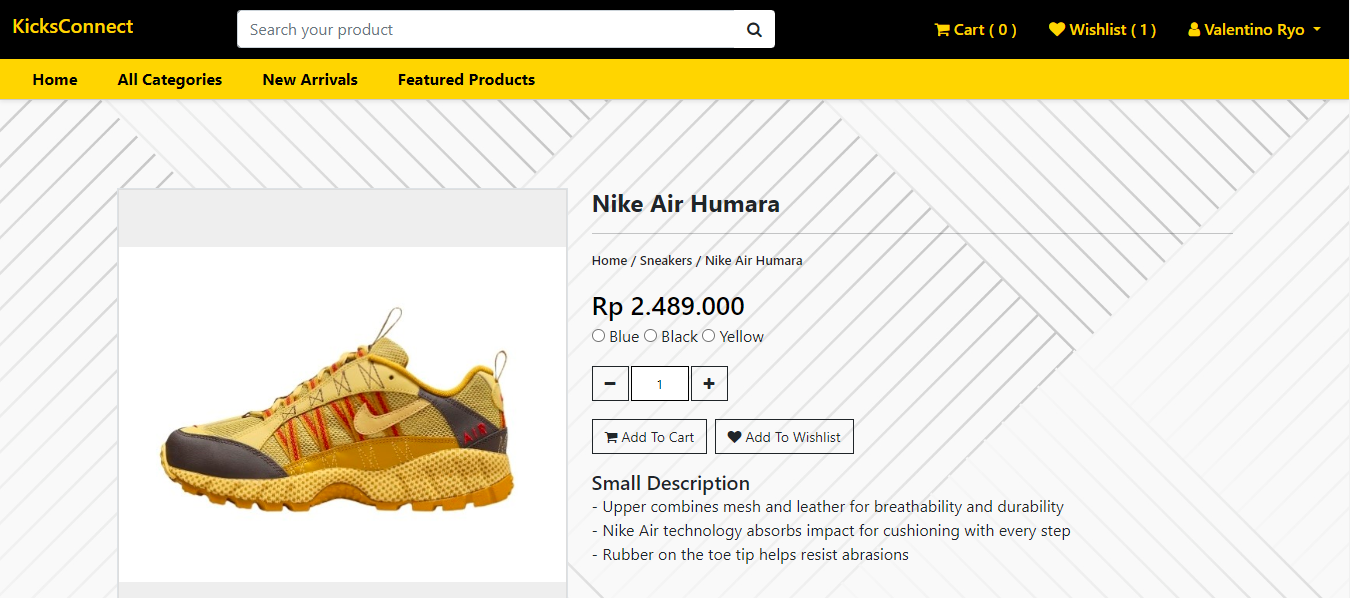 KicksConnect
Search your product
Cart ( 0 )
Wishlist ( 1 )
Valentino Ryo
Home
All Categories
New Arrivals
Featured Products
Nike Air Humara
Home / Sneakers / Nike Air Humara
Rp 2.489.000
Blue Black Yellow
1
Add To Cart
Add To Wishlist
AIR
Small Description
- Upper combines mesh and leather for breathability and durability
- Nike Air technology absorbs impact for cushioning with every step
- Rubber on the toe tip helps resist abrasions